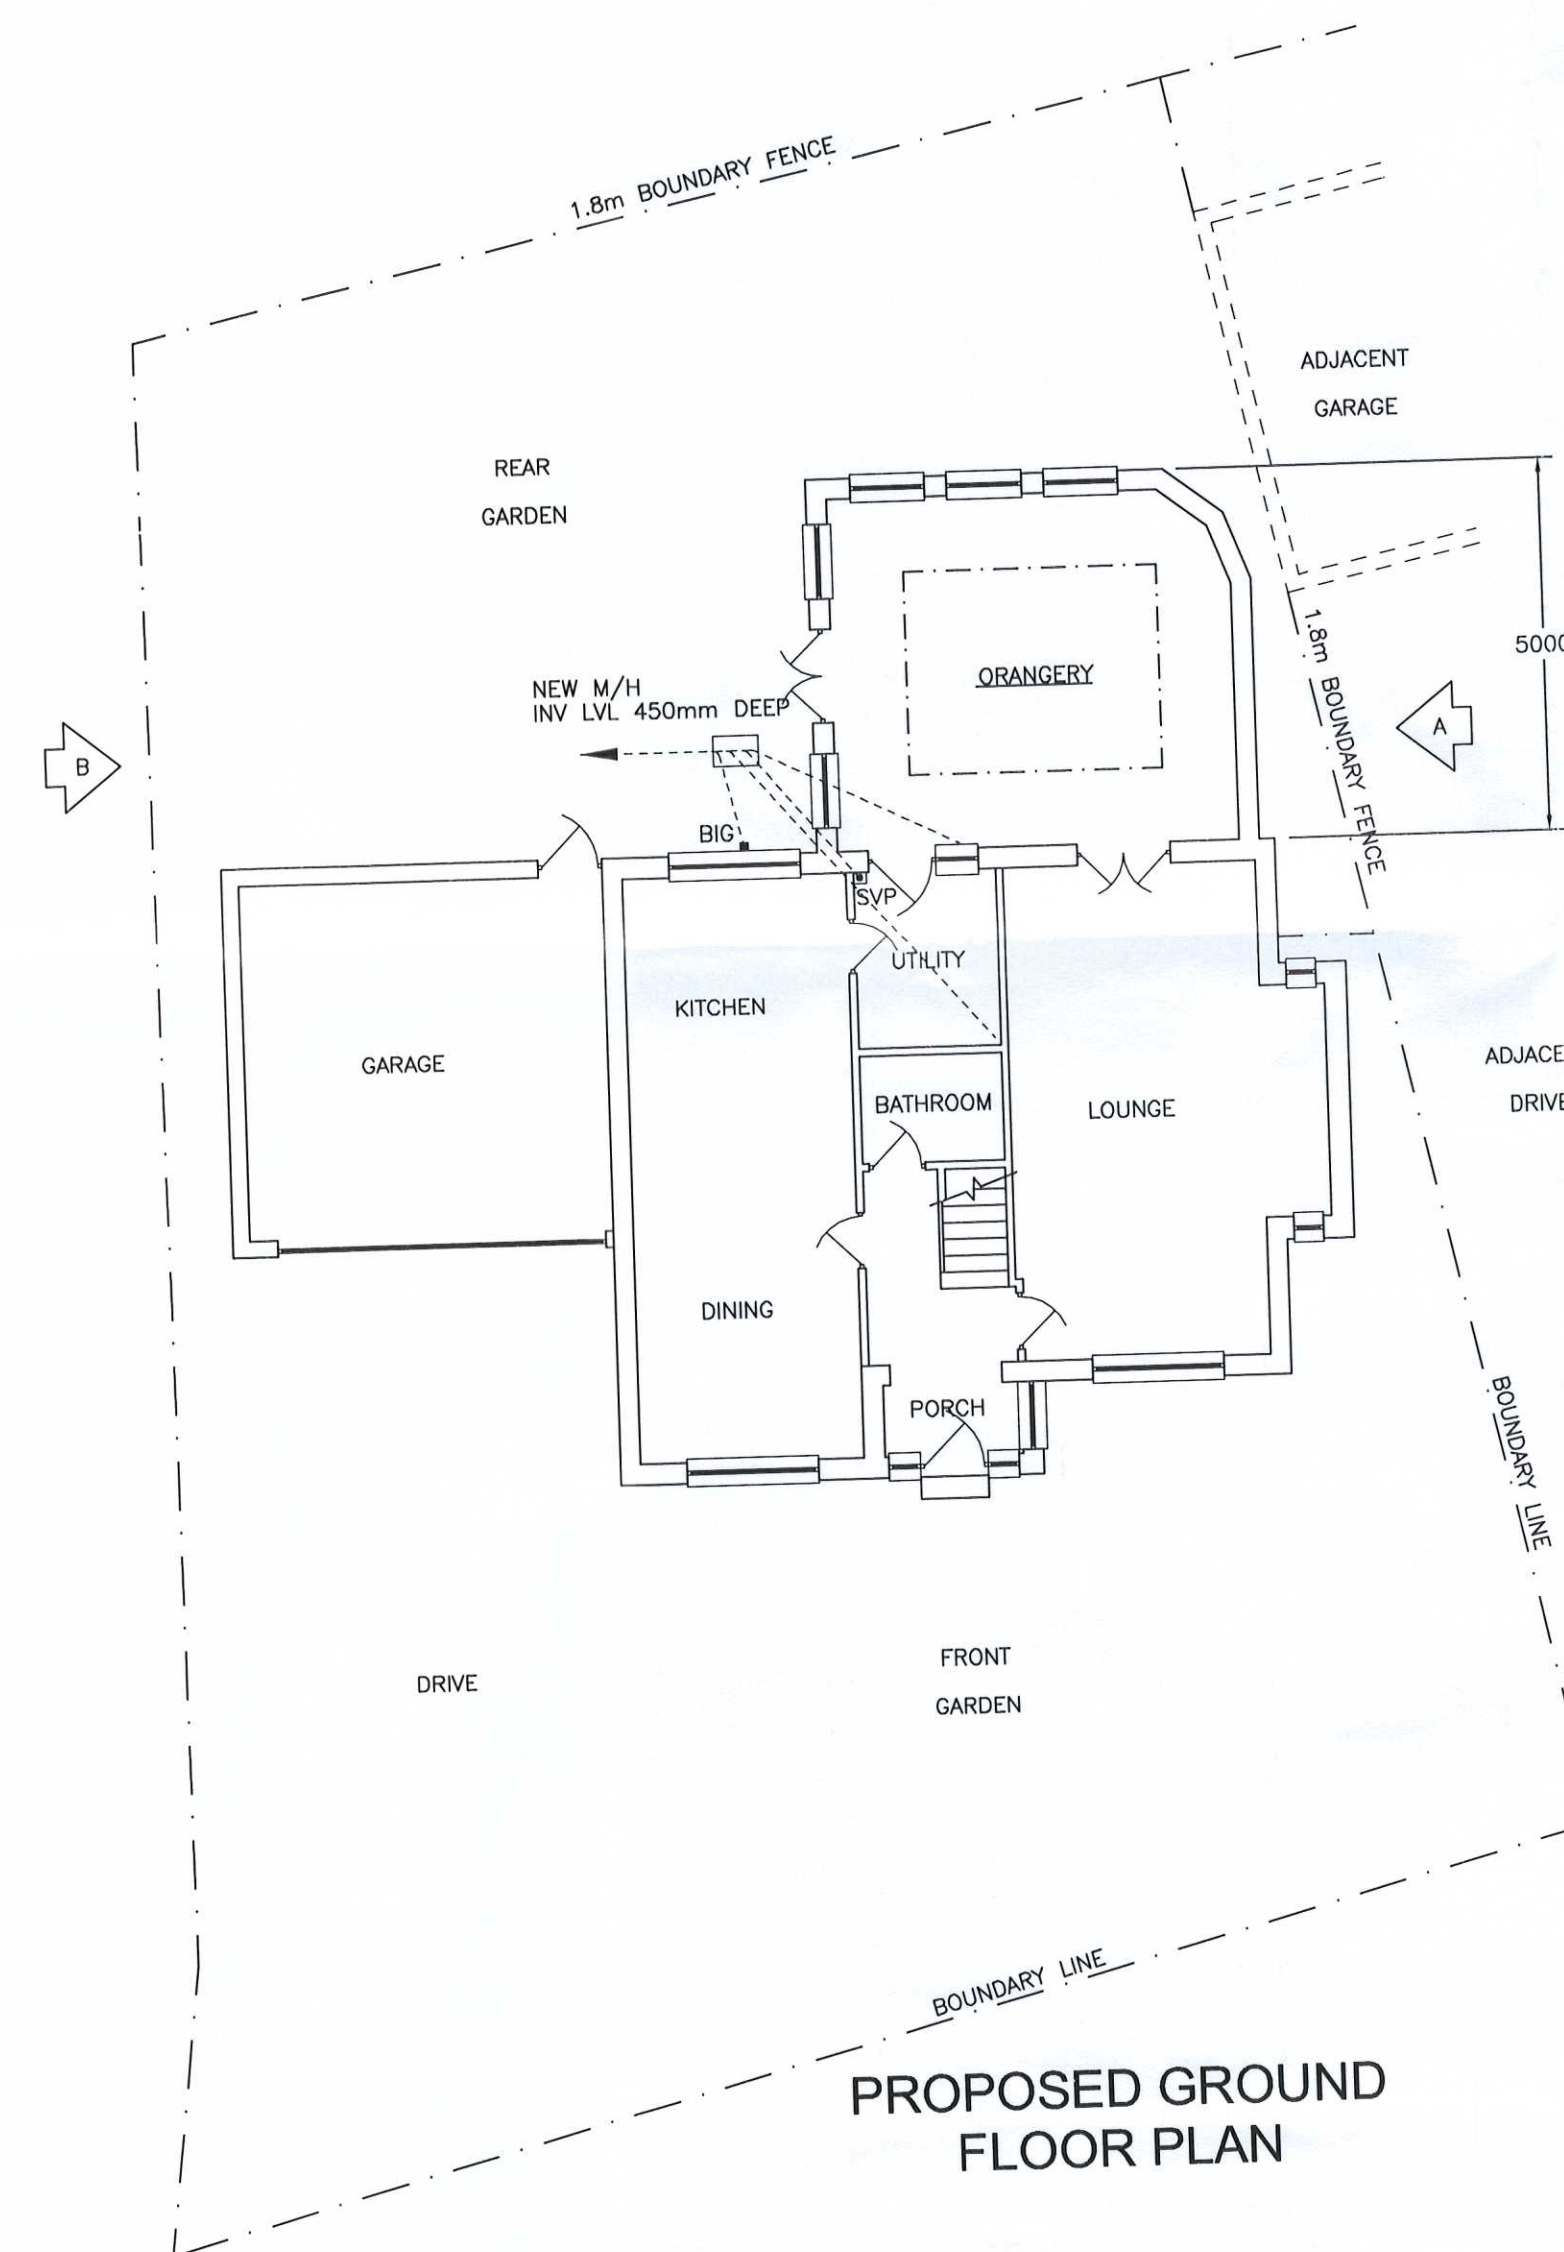 1.8m BOUNDARY FENCE
ADJACENT
GARAGE
REAR
GARDEN
5000
1.8m BOUNDARY FENCE
ORANGERY
NEW M/H
INV LVL 450mm DEEP
A
B
BIG
SVP
UTILITY
KITCHEN
GARAGE
BATHROOM
LOUNGE
ADJACE
DRIVE
DINING
PORCH
BOUNDARY LINE
FRONT
GARDEN
DRIVE
BOUNDARY LINE
PROPOSED GROUND
FLOOR PLAN